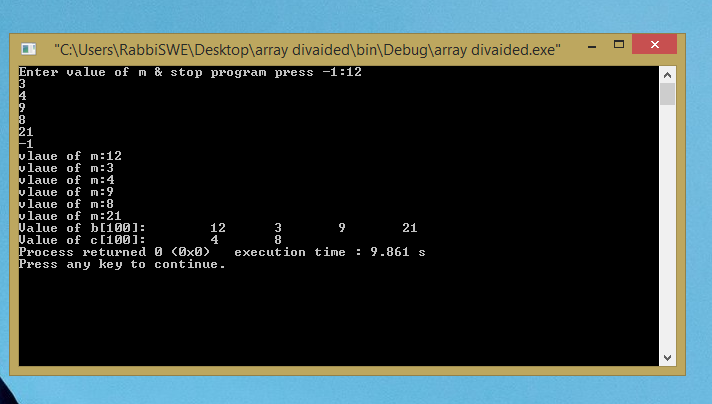 "C:\Users\RabbiSWE\Desktop\array divaided\bin\Debug\array divaided.exe"
Enter value of m & stop program press -1:12
3
4
9
8
21
-1
vlaue of m:12
vlaue of m:3
vlaue of m:4
vlaue of m:9
vlaue of m:8
vlaue of m:21
Value of b[100]: 12 3 9 21
Value of c[100]: 4 8
Process returned 0 (0x0) execution time : 9.861 s
Press any key to continue.